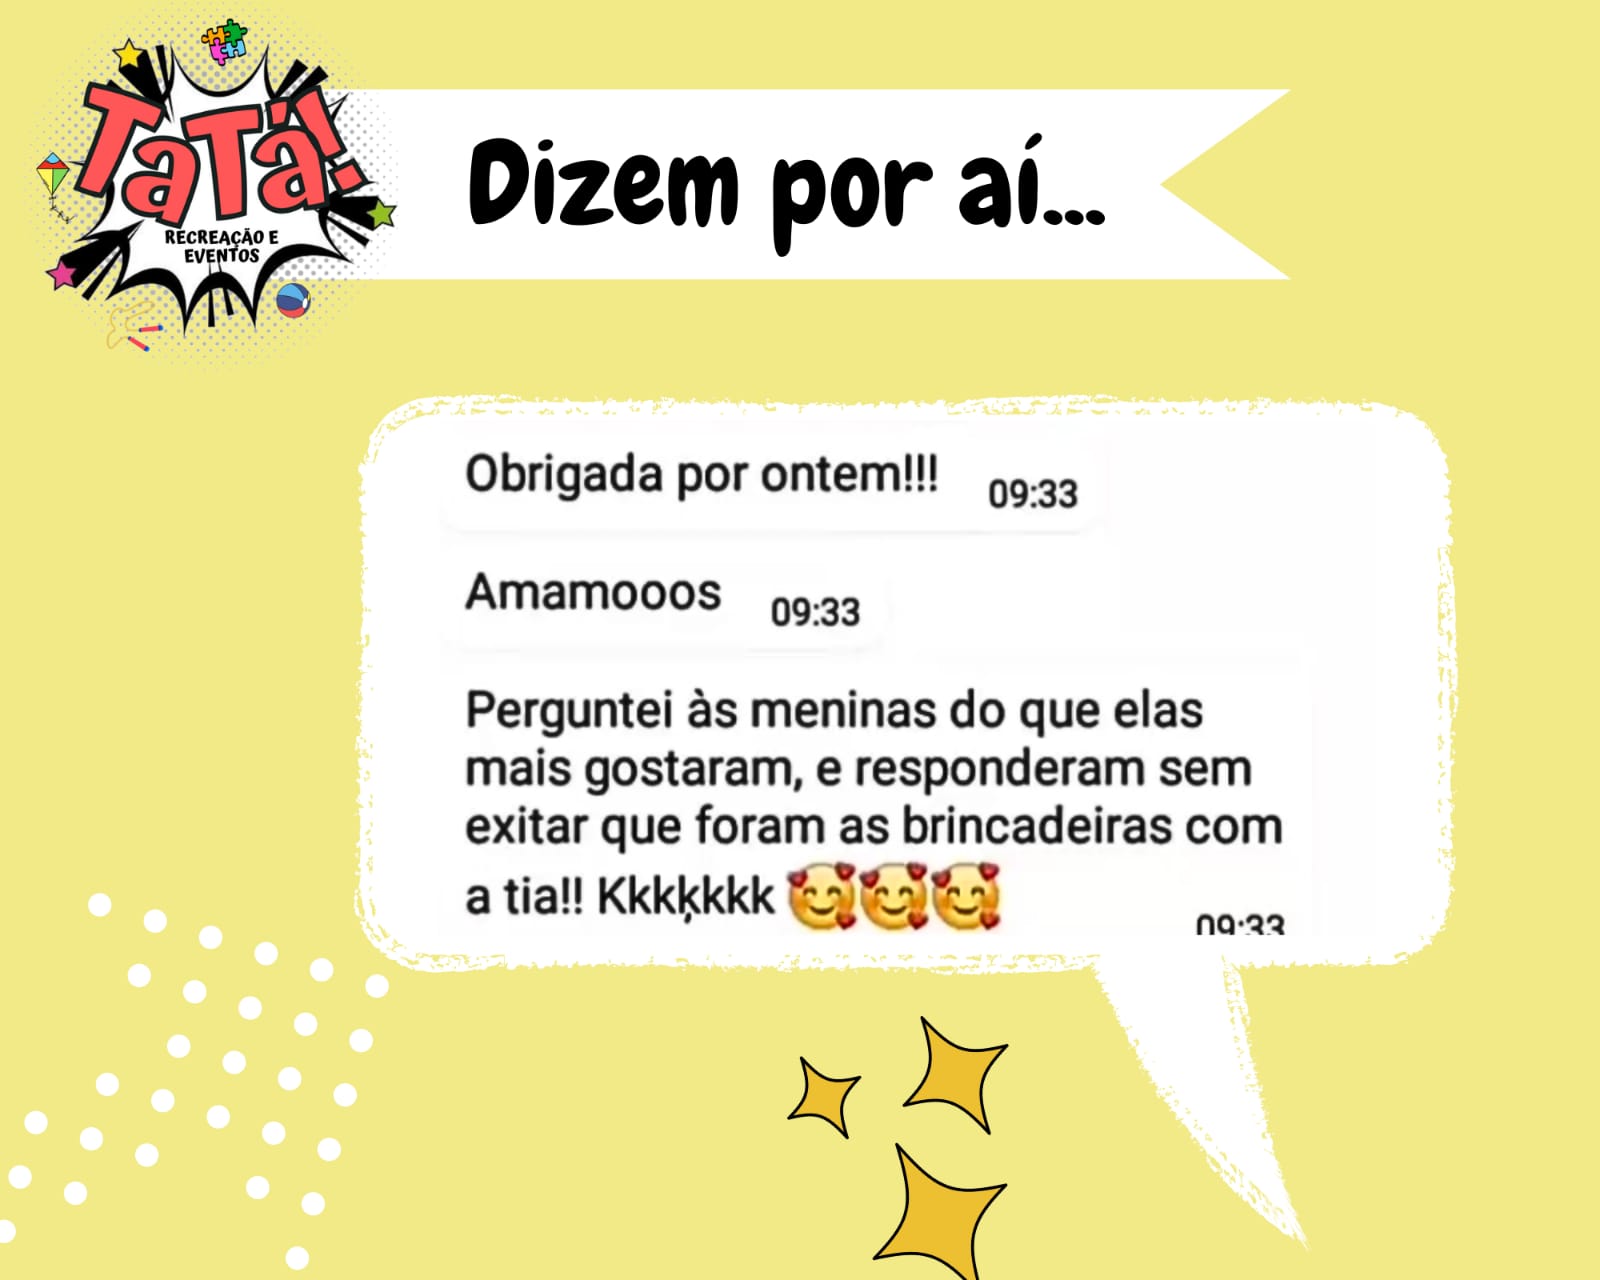 TaTá!
RECREAÇÃO E
EVENTOS
Dizem por aí...
Obrigada por ontem!!! 09:33
Amamooos 09:33
Perguntei às meninas do que elas
mais gostaram, e responderam sem
exitar que foram as brincadeiras com
a tia!! Kkkķkkk 🥰🥰🥰
09:33